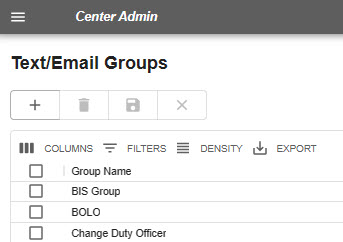 Center Admin
Text/Email Groups
COLUMNS FILTERS DENSITY EXPORT
Group Name
BIS Group
BOLO
Change Duty Officer